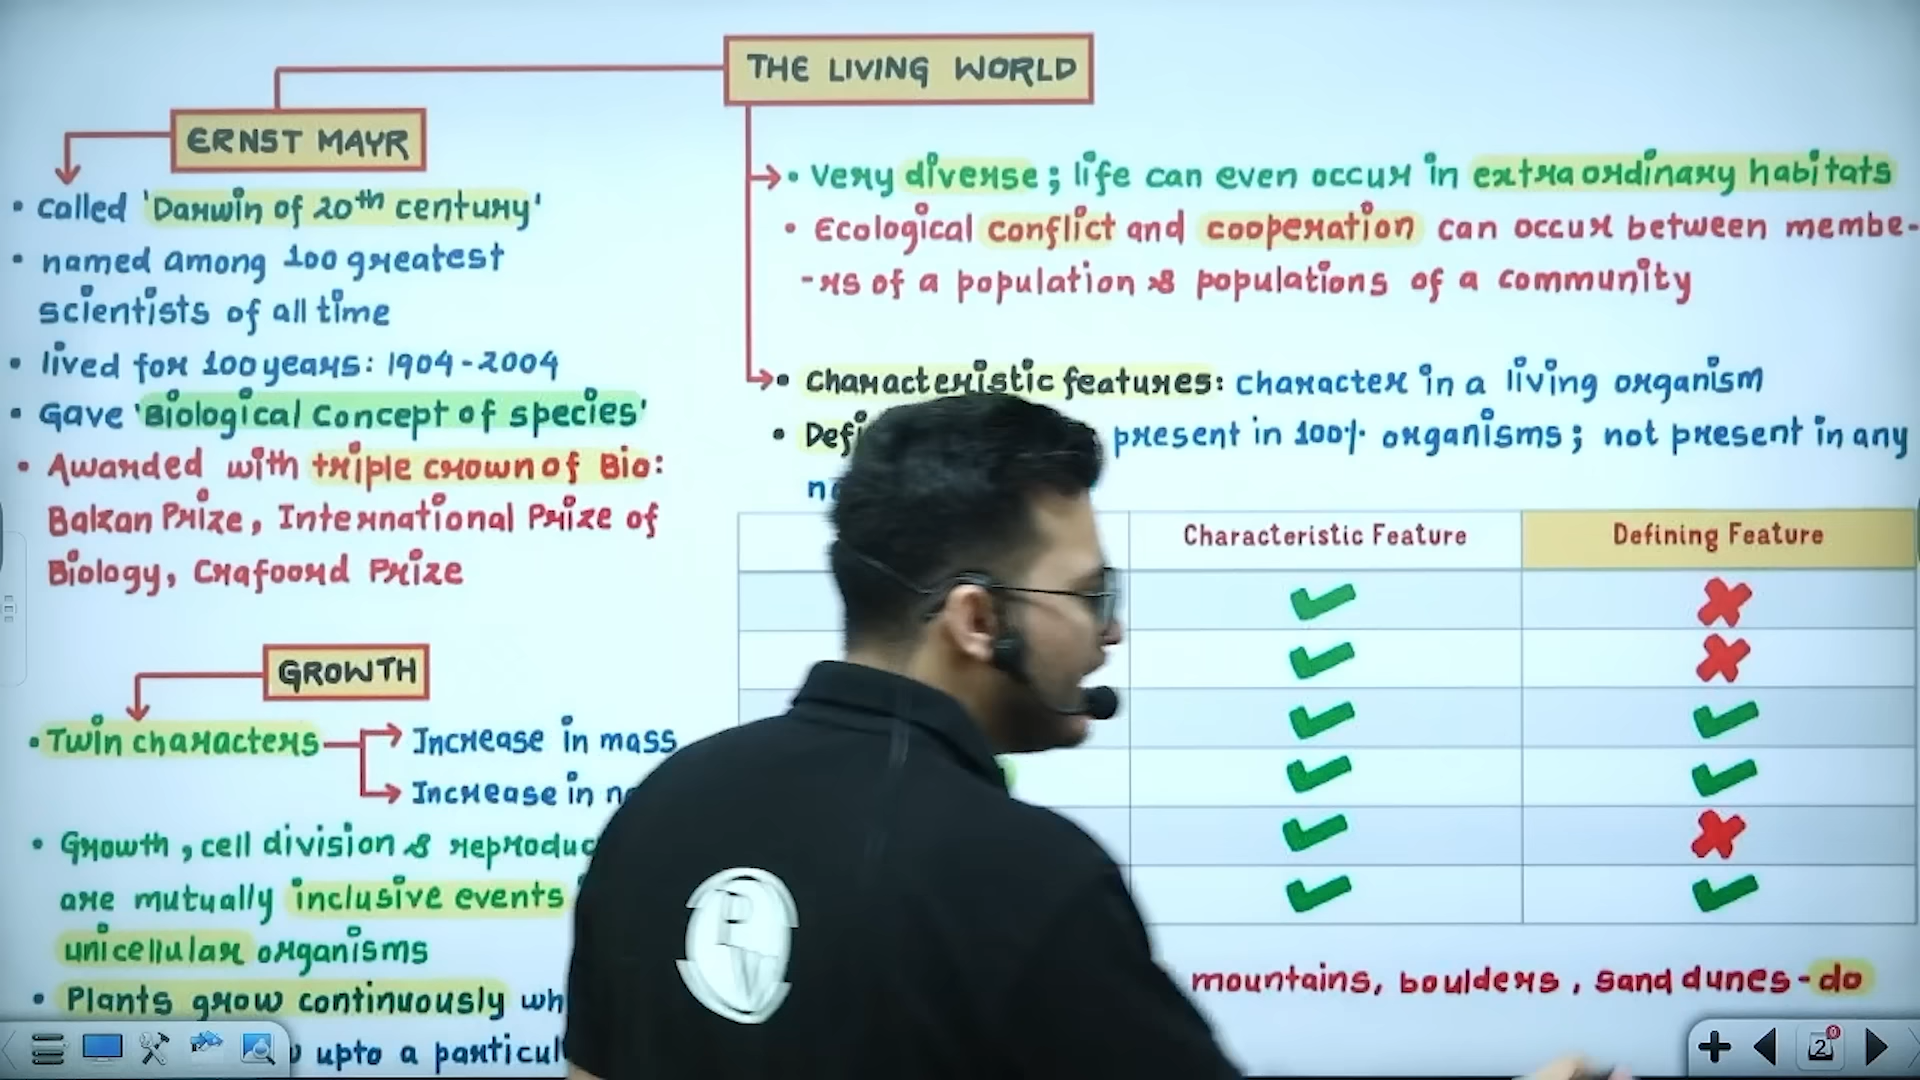 THE LIVING WORLD
ERNST MAYR
• called 'Darwin of 20th century'
• named among 100 greatest
scientists of all time
• lived for 100 years: 1904-2004
• Gave 'Biological Concept of species'
• Awarded with triple crown of Bio:
Balzan Prize, International Prize of
Biology, Crafoord Prize
GROWTH
• Twin characters
Increase in mass
Increase in
• Growth, cell division &
are mutually inclusive events
unicellular organisms
• Plants grow continuously
upto a
• Very diverse; life can even occur in extraordinary habitats
• Ecological conflict and cooperation can occur between membe-
-rs of a population & populations of a community
• Characteristic features: character in a living organism
• present in 100% organisms; not present in any
Characteristic Feature Defining Feature
mountains, boulders, sand dunes - do
2